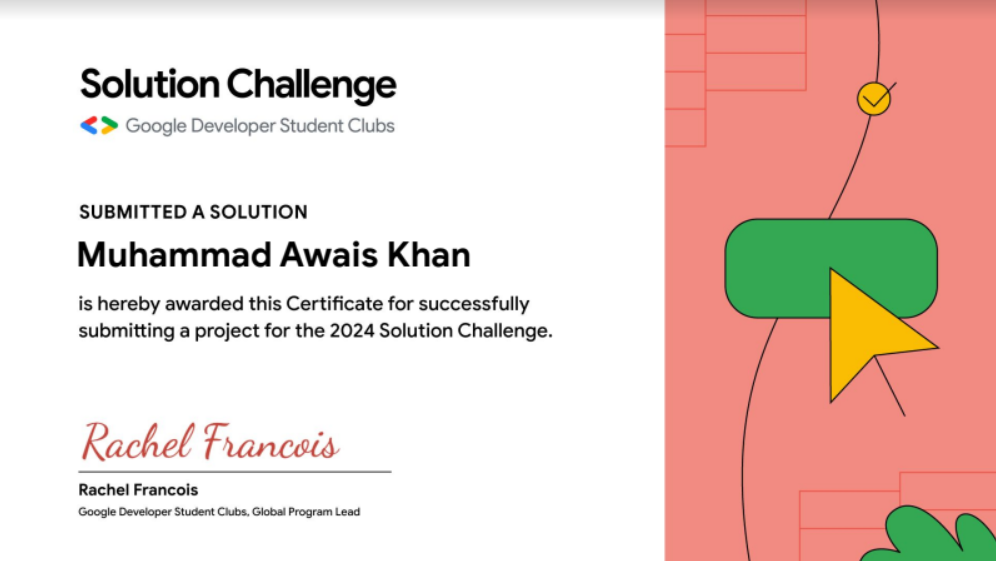 Solution Challenge
Google Developer Student Clubs
SUBMITTED A SOLUTION
Muhammad Awais Khan
is hereby awarded this Certificate for successfully
submitting a project for the 2024 Solution Challenge.
Rachel Francois
Rachel Francois
Google Developer Student Clubs, Global Program Lead